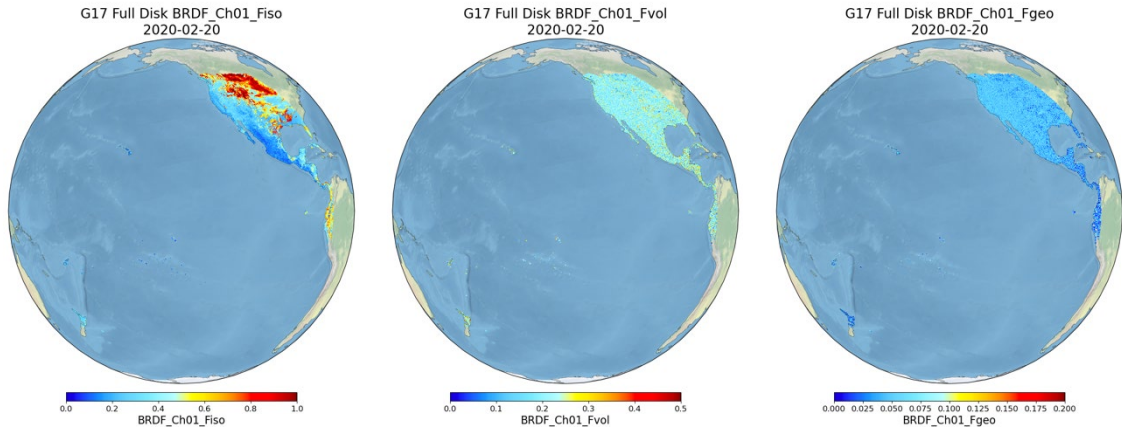 G17 Full Disk BRDF_Ch01_Fiso
2020-02-20
0.0 0.2 0.4 0.6 0.8 1.0
BRDF_Ch01_Fiso
G17 Full Disk BRDF_Ch01_Fvol
2020-02-20
0.0 0.1 0.2 0.3 0.4 0.5
BRDF_Ch01_Fvol
G17 Full Disk BRDF_Ch01_Fgeo
2020-02-20
0.000 0.025 0.050 0.075 0.100 0.125 0.150 0.175 0.200
BRDF_Ch01_Fgeo